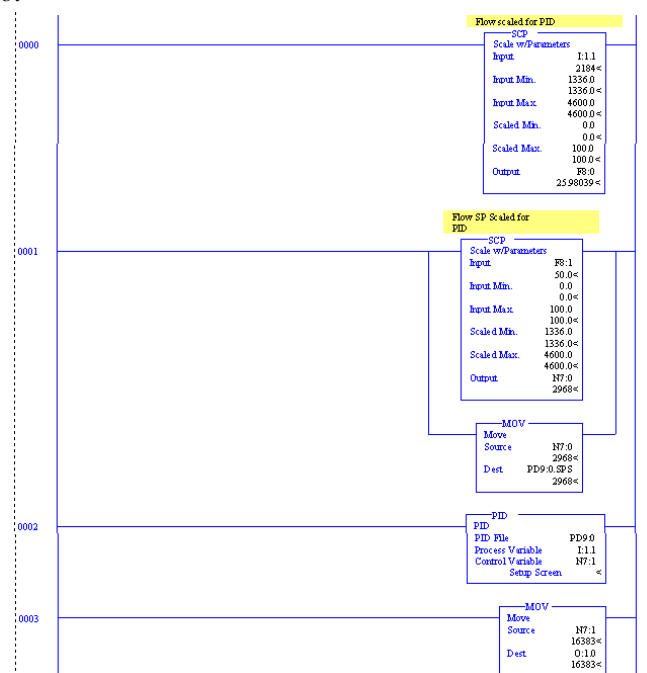 Flow scaled for PID
0000
SCP
Scale w/Parameters
Input I:1.1
2184<
Input Min. 1336.0
1336.0<
Input Max. 4600.0
4600.0<
Scaled Min. 0.0
0.0<
Scaled Max. 100.0
100.0<
Output F8:0
25.98039<
Flow SP Scaled for
PID
0001
SCP
Scale w/Parameters
Input F8:1
50.0<
Input Min. 0.0
0.0<
Input Max. 100.0
100.0<
Scaled Min. 1336.0
1336.0<
Scaled Max. 4600.0
4600.0<
Output N7:0
2968<
MOV
Move
Source N7:0
2968<
Dest PD9:0.SPS
2968<
0002
PID
PID
PID File PD9:0
Process Variable I:1.1
Control Variable N7:1
Setup Screen <
0003
MOV
Move
Source N7:1
16383<
Dest O:1.0
16383<